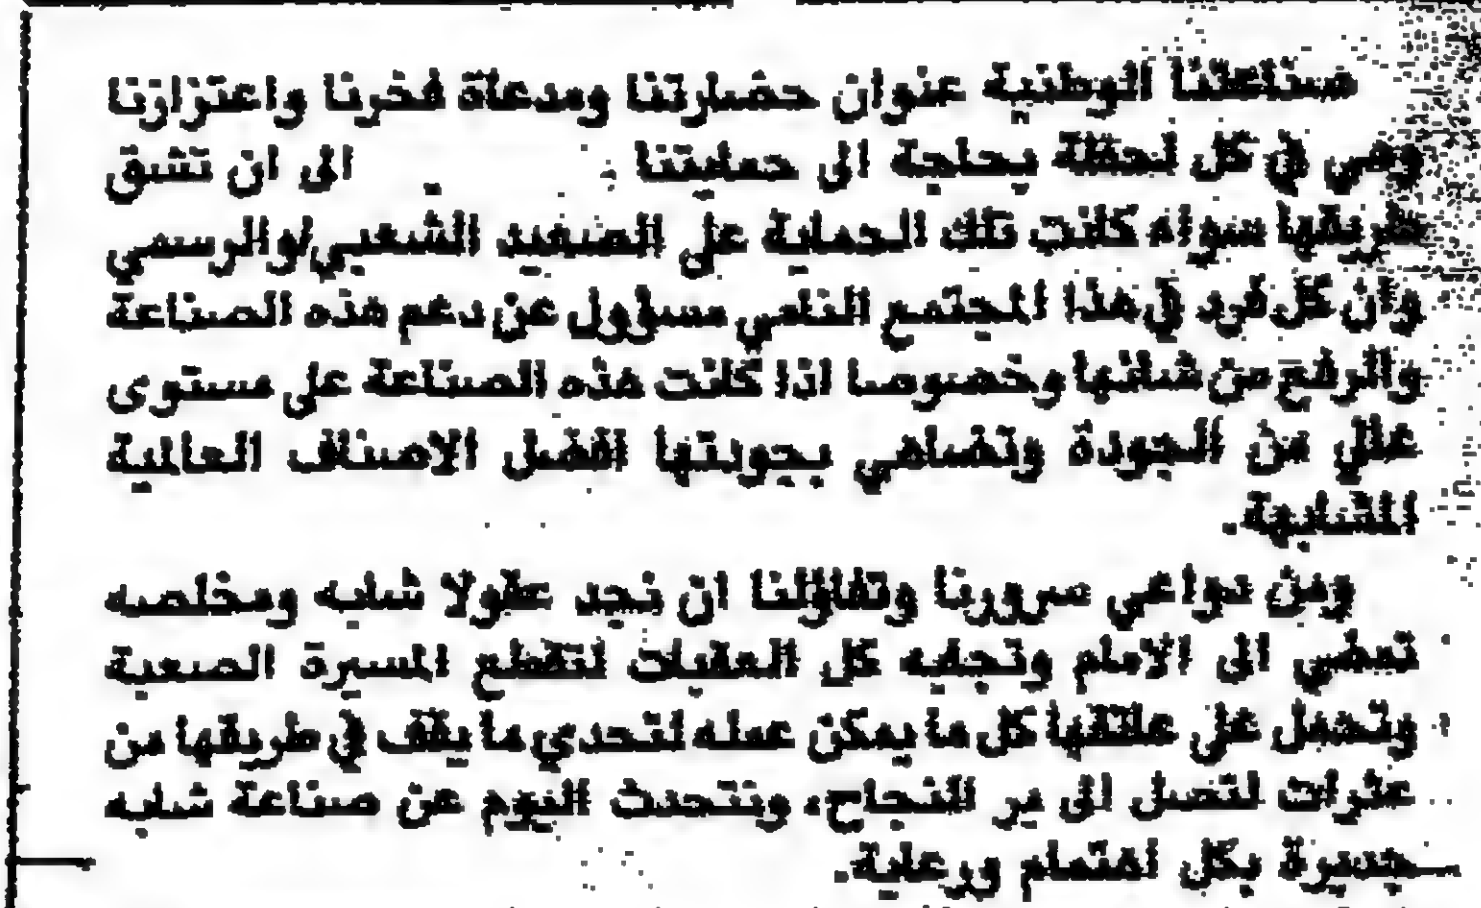 صناعتنا الوطنية عنوان حضارتنا ومدعاة فخرنا واعتزازنا
وهي في كل لحظة بحاجة الى حمايتنا الى ان تشق
طريقها سواء كانت تلك الحماية على الصعيد الشعبي/والرسمي
وان كل فرد في هذا المجتمع النامي مسؤول عن دعم هذه الصناعة
والرفع من شانها وخصوصا اذا كانت هذه الصناعة على مستوى
عالي من الجودة وتضاهي بجودتها افضل الاصناف العالمية
المشابهة.
ومن دواعي سرورنا وتفاؤلنا ان نجد عقولا شابه ومخلصه
تمضي الى الامام وتجابه كل العقبات لتقطع المسيرة الصعبة
وتحمل على عاتقها كل ما يمكن عمله لتحدي ما يقف في طريقها من
عثرات لتصل الى بر النجاح، ونتحدث اليوم عن صناعة شابه
جديرة بكل اهتمام ورعاية.